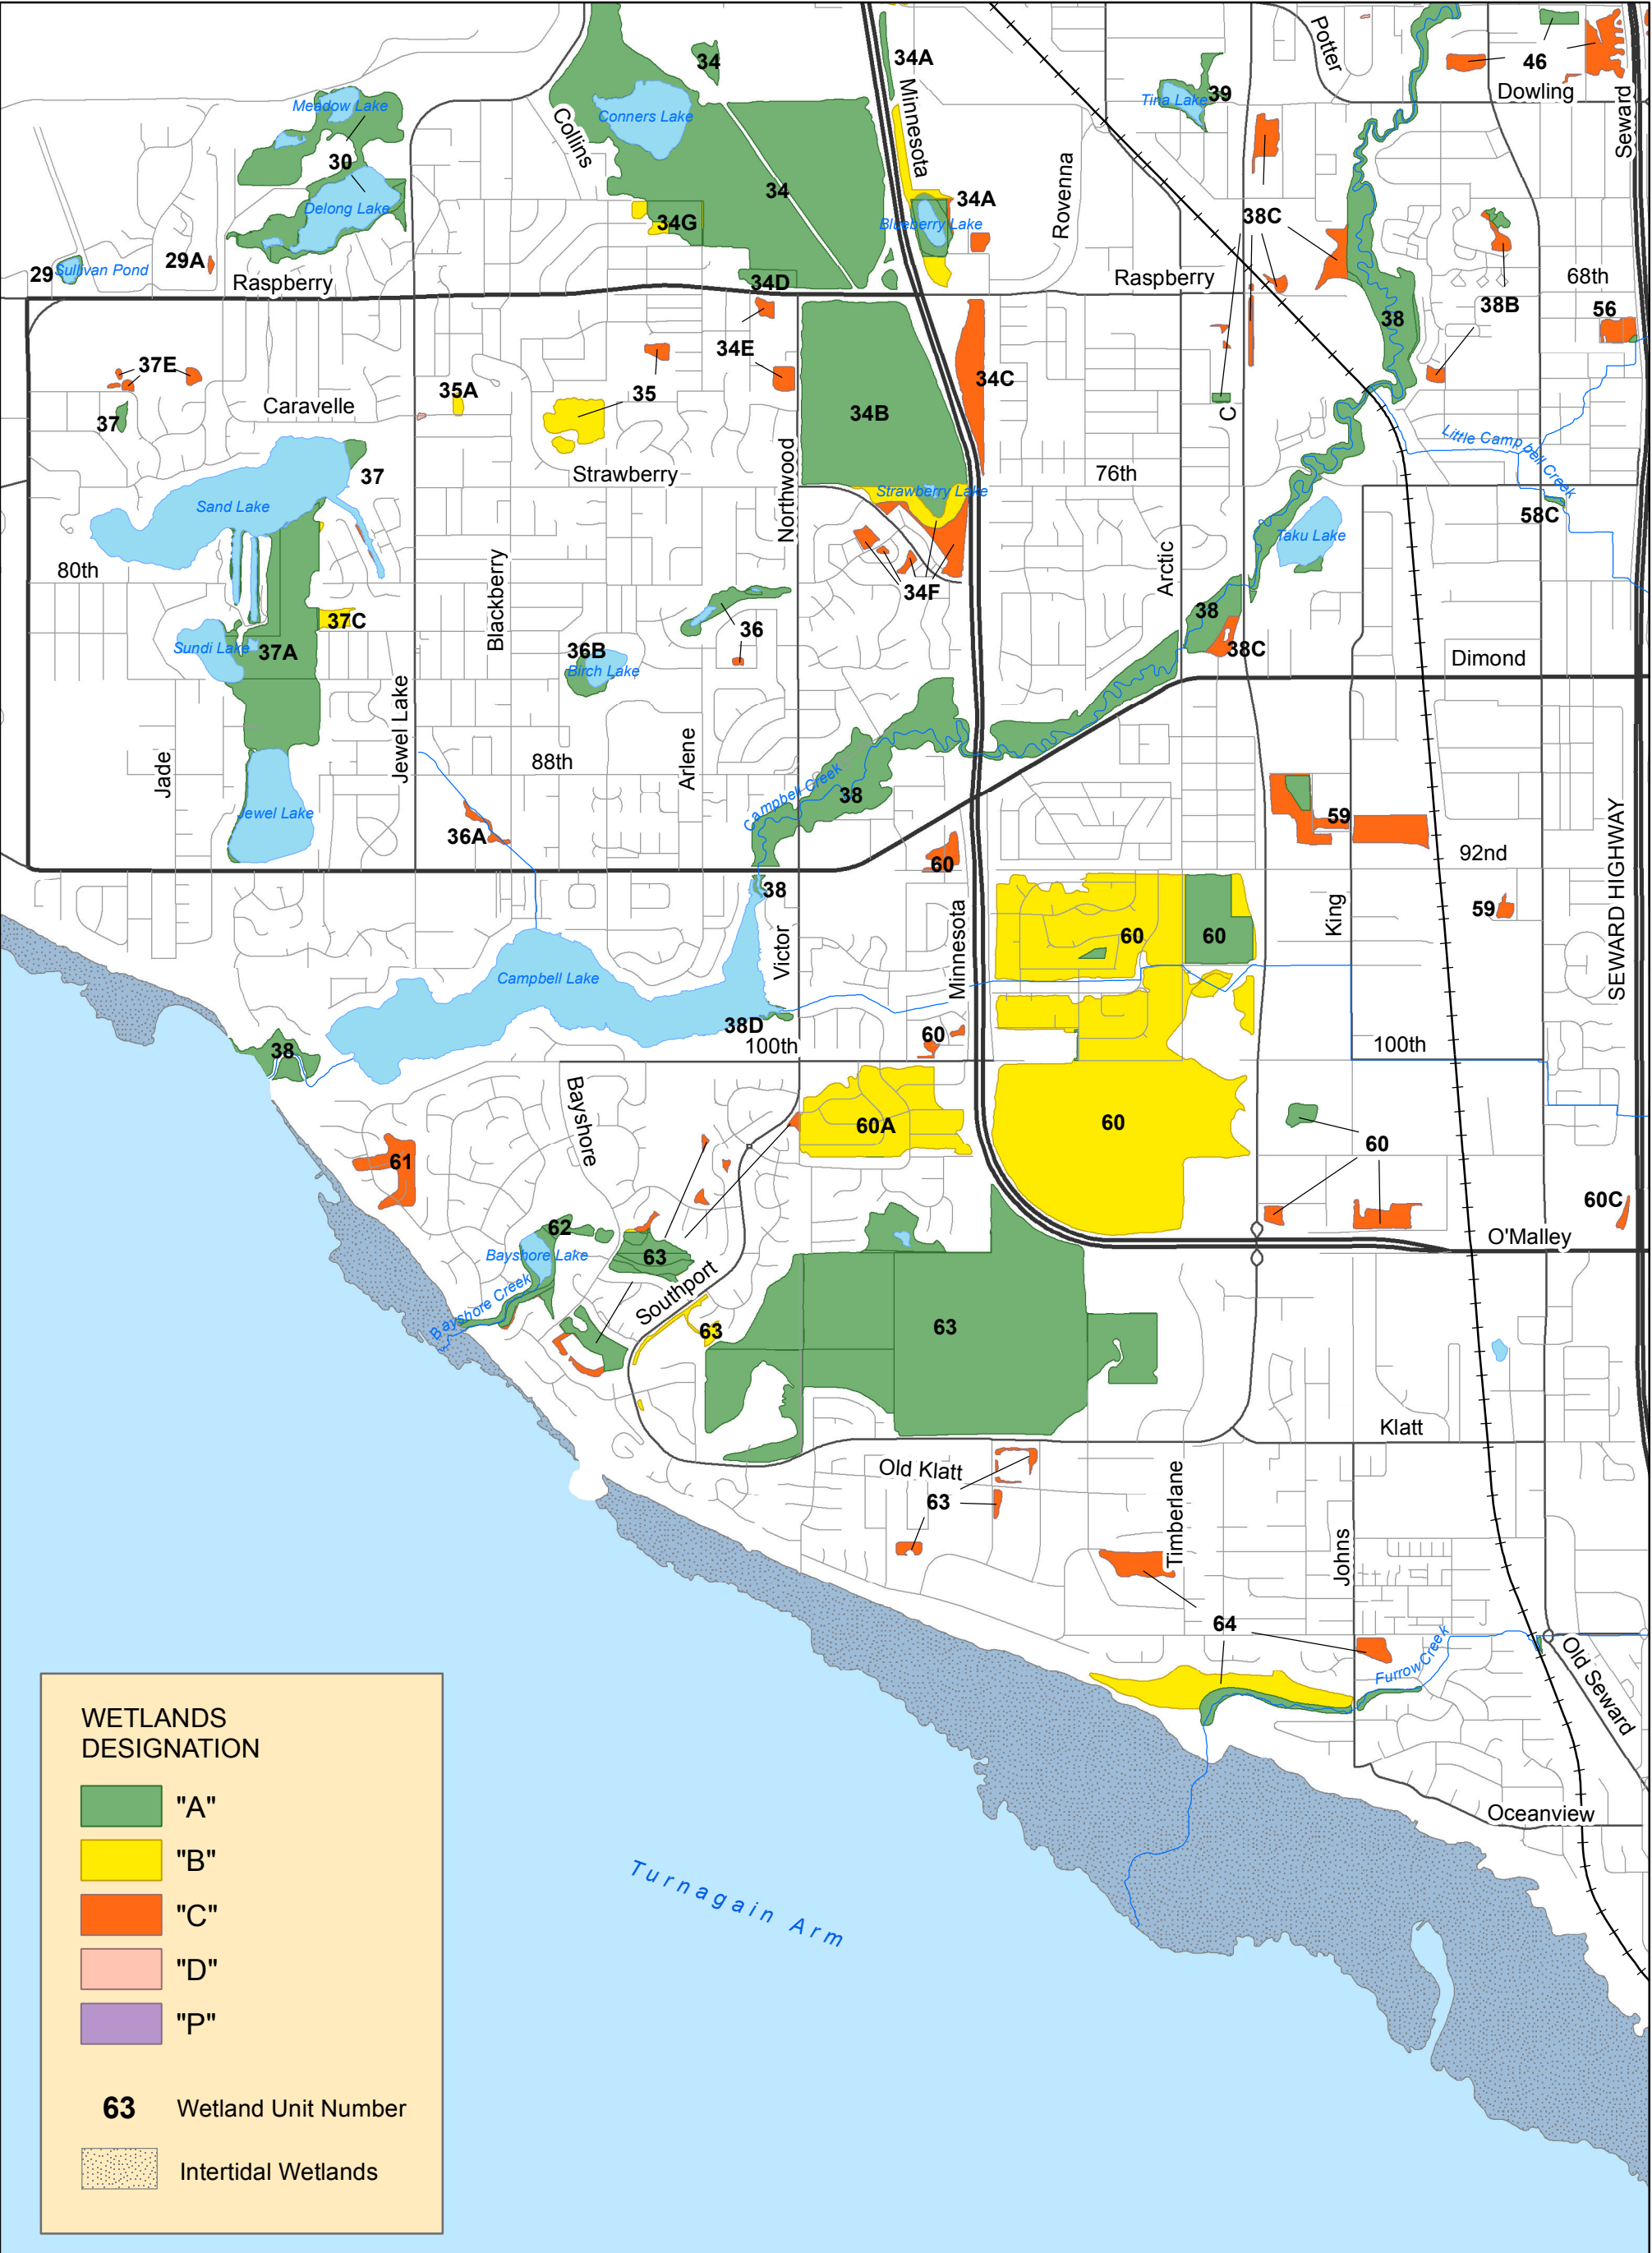 34
34A
Minnesota
Potter
46
Dowling
Seward
Meadow Lake
Conners Lake
Collins
Tina Lake
39
30
Delong Lake
34
34A
Rovenna
34G
Blueberry Lake
38C
29
Sullivan Pond
29A
Raspberry
34D
Raspberry
68th
38B
56
38
37E
34E
35A
35
34C
Caravelle
37
34B
C
Little Campbell Creek
37
Strawberry
Northwood
76th
Sand Lake
Strawberry Lake
58C
Taku Lake
80th
Blackberry
Arctic
34F
38
37C
36
Sundi Lake
37A
36B
Birch Lake
38C
Dimond
Jewel Lake
Jade
88th
Arlene
Campbell Creek
38
Jewel Lake
36A
59
60
92nd
SEWARD HIGHWAY
38
59
King
Victor
Minnesota
60
60
Campbell Lake
38D
60
100th
100th
38
Bayshore
60A
60
60
61
60C
62
Bayshore Lake
63
O'Malley
Bayshore Creek
Southport
63
63
Klatt
Old Klatt
63
Timberlane
Johns
64
Furrow Creek
Old Seward
Oceanview
Turnagain Arm
WETLANDS
DESIGNATION
"A"
"B"
"C"
"D"
"P"
63 Wetland Unit Number
Intertidal Wetlands